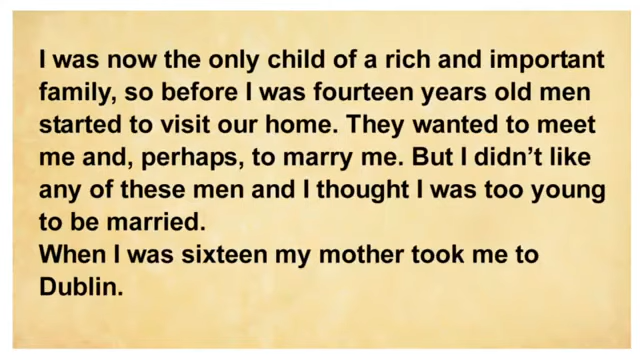 I was now the only child of a rich and important
family, so before I was fourteen years old men
started to visit our home. They wanted to meet
me and, perhaps, to marry me. But I didn’t like
any of these men and I thought I was too young
to be married.
When I was sixteen my mother took me to
Dublin.